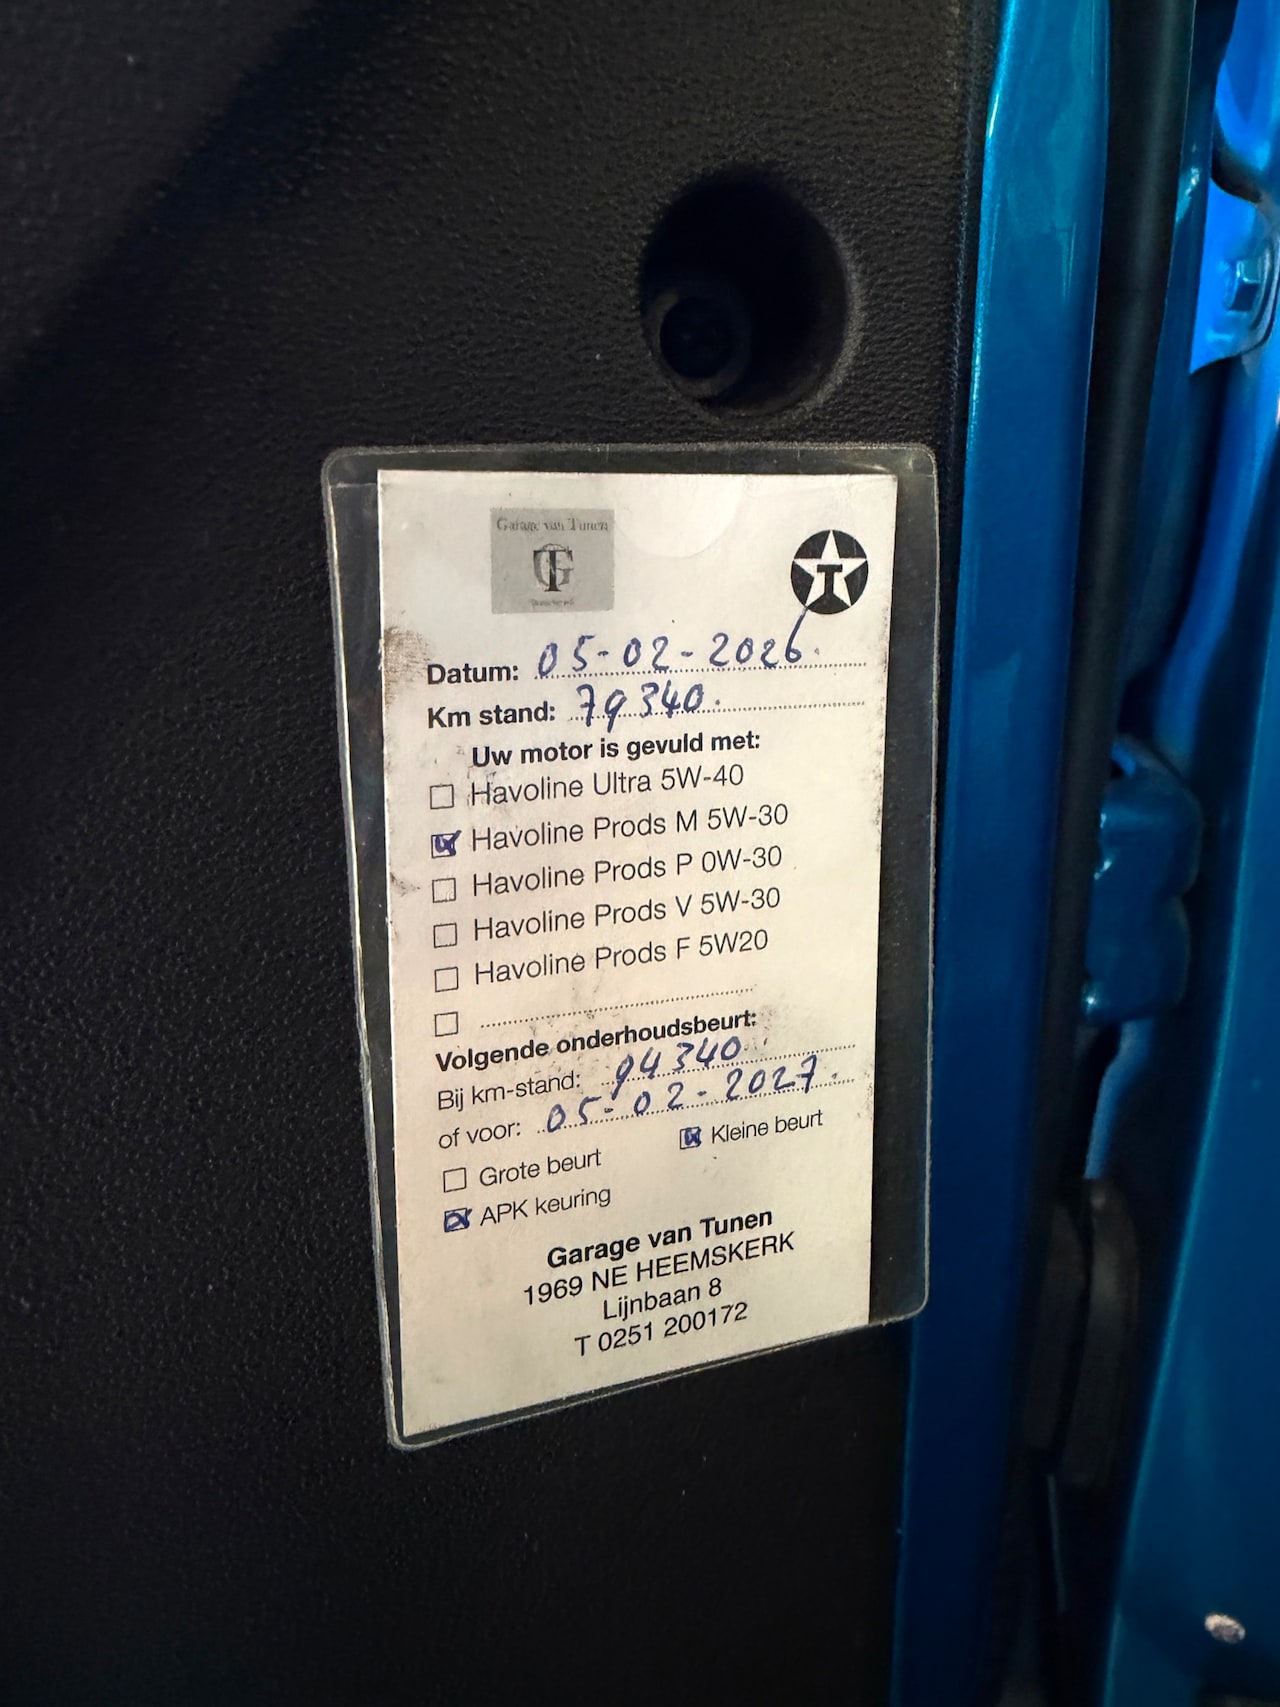 Garage van Tunen
GT
T
Datum: 05-02-2026.
Km stand: 79340.
Uw motor is gevuld met:
Havoline Ultra 5W-40
Havoline Prods M 5W-30
Havoline Prods P 0W-30
Havoline Prods V 5W-30
Havoline Prods F 5W20
Volgende onderhoudsbeurt:
Bij km-stand: 94340
of voor: 05-02-2027.
Grote beurt Kleine beurt
APK keuring
Garage van Tunen
1969 NE HEEMSKERK
Lijnbaan 8
T 0251 200172